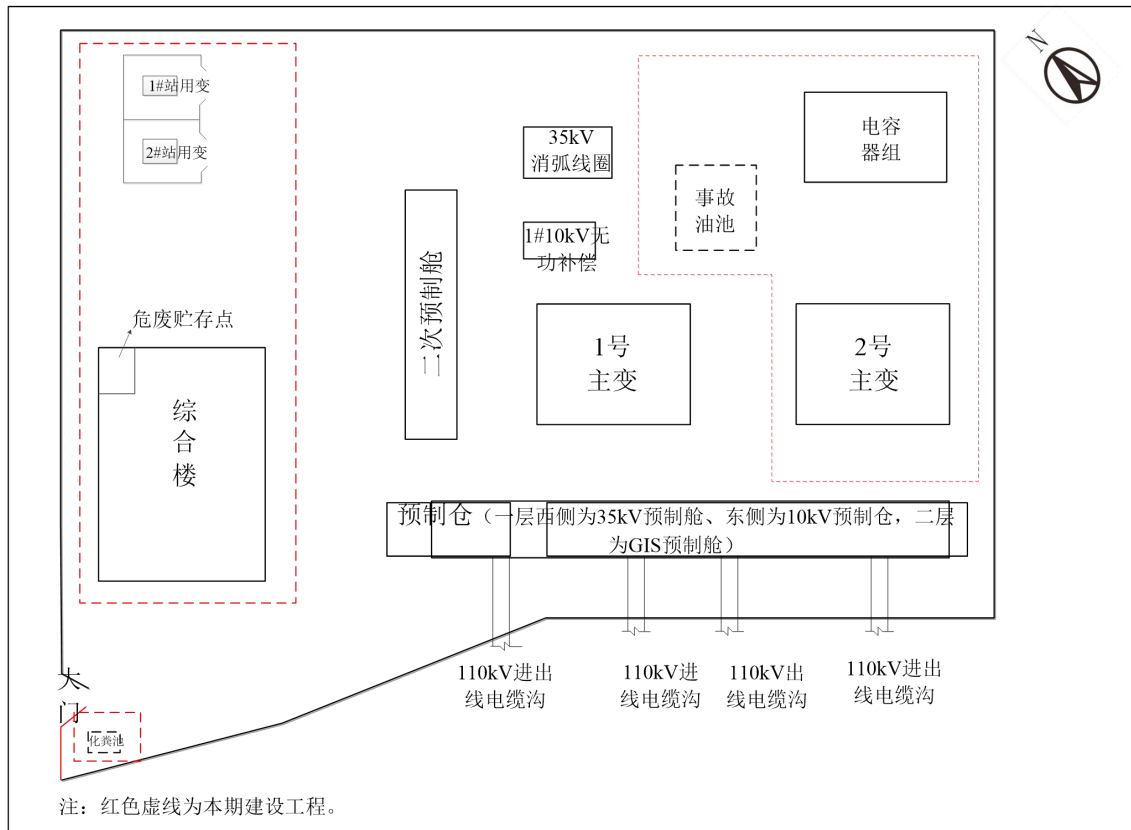 N
1#站用变
2#站用变
35kV
消弧线圈
电容
器组
事故
油池
1#10kV无
功补偿
二次预制舱
危废贮存点
1号
主变
2号
主变
综
合
楼
预制仓（一层西侧为35kV预制舱、东侧为10kV预制仓，二层
为GIS预制舱）
110kV进出
线电缆沟
110kV进
线电缆沟
110kV出
线电缆沟
110kV进出
线电缆沟
大
门
化粪池
注：红色虚线为本期建设工程。